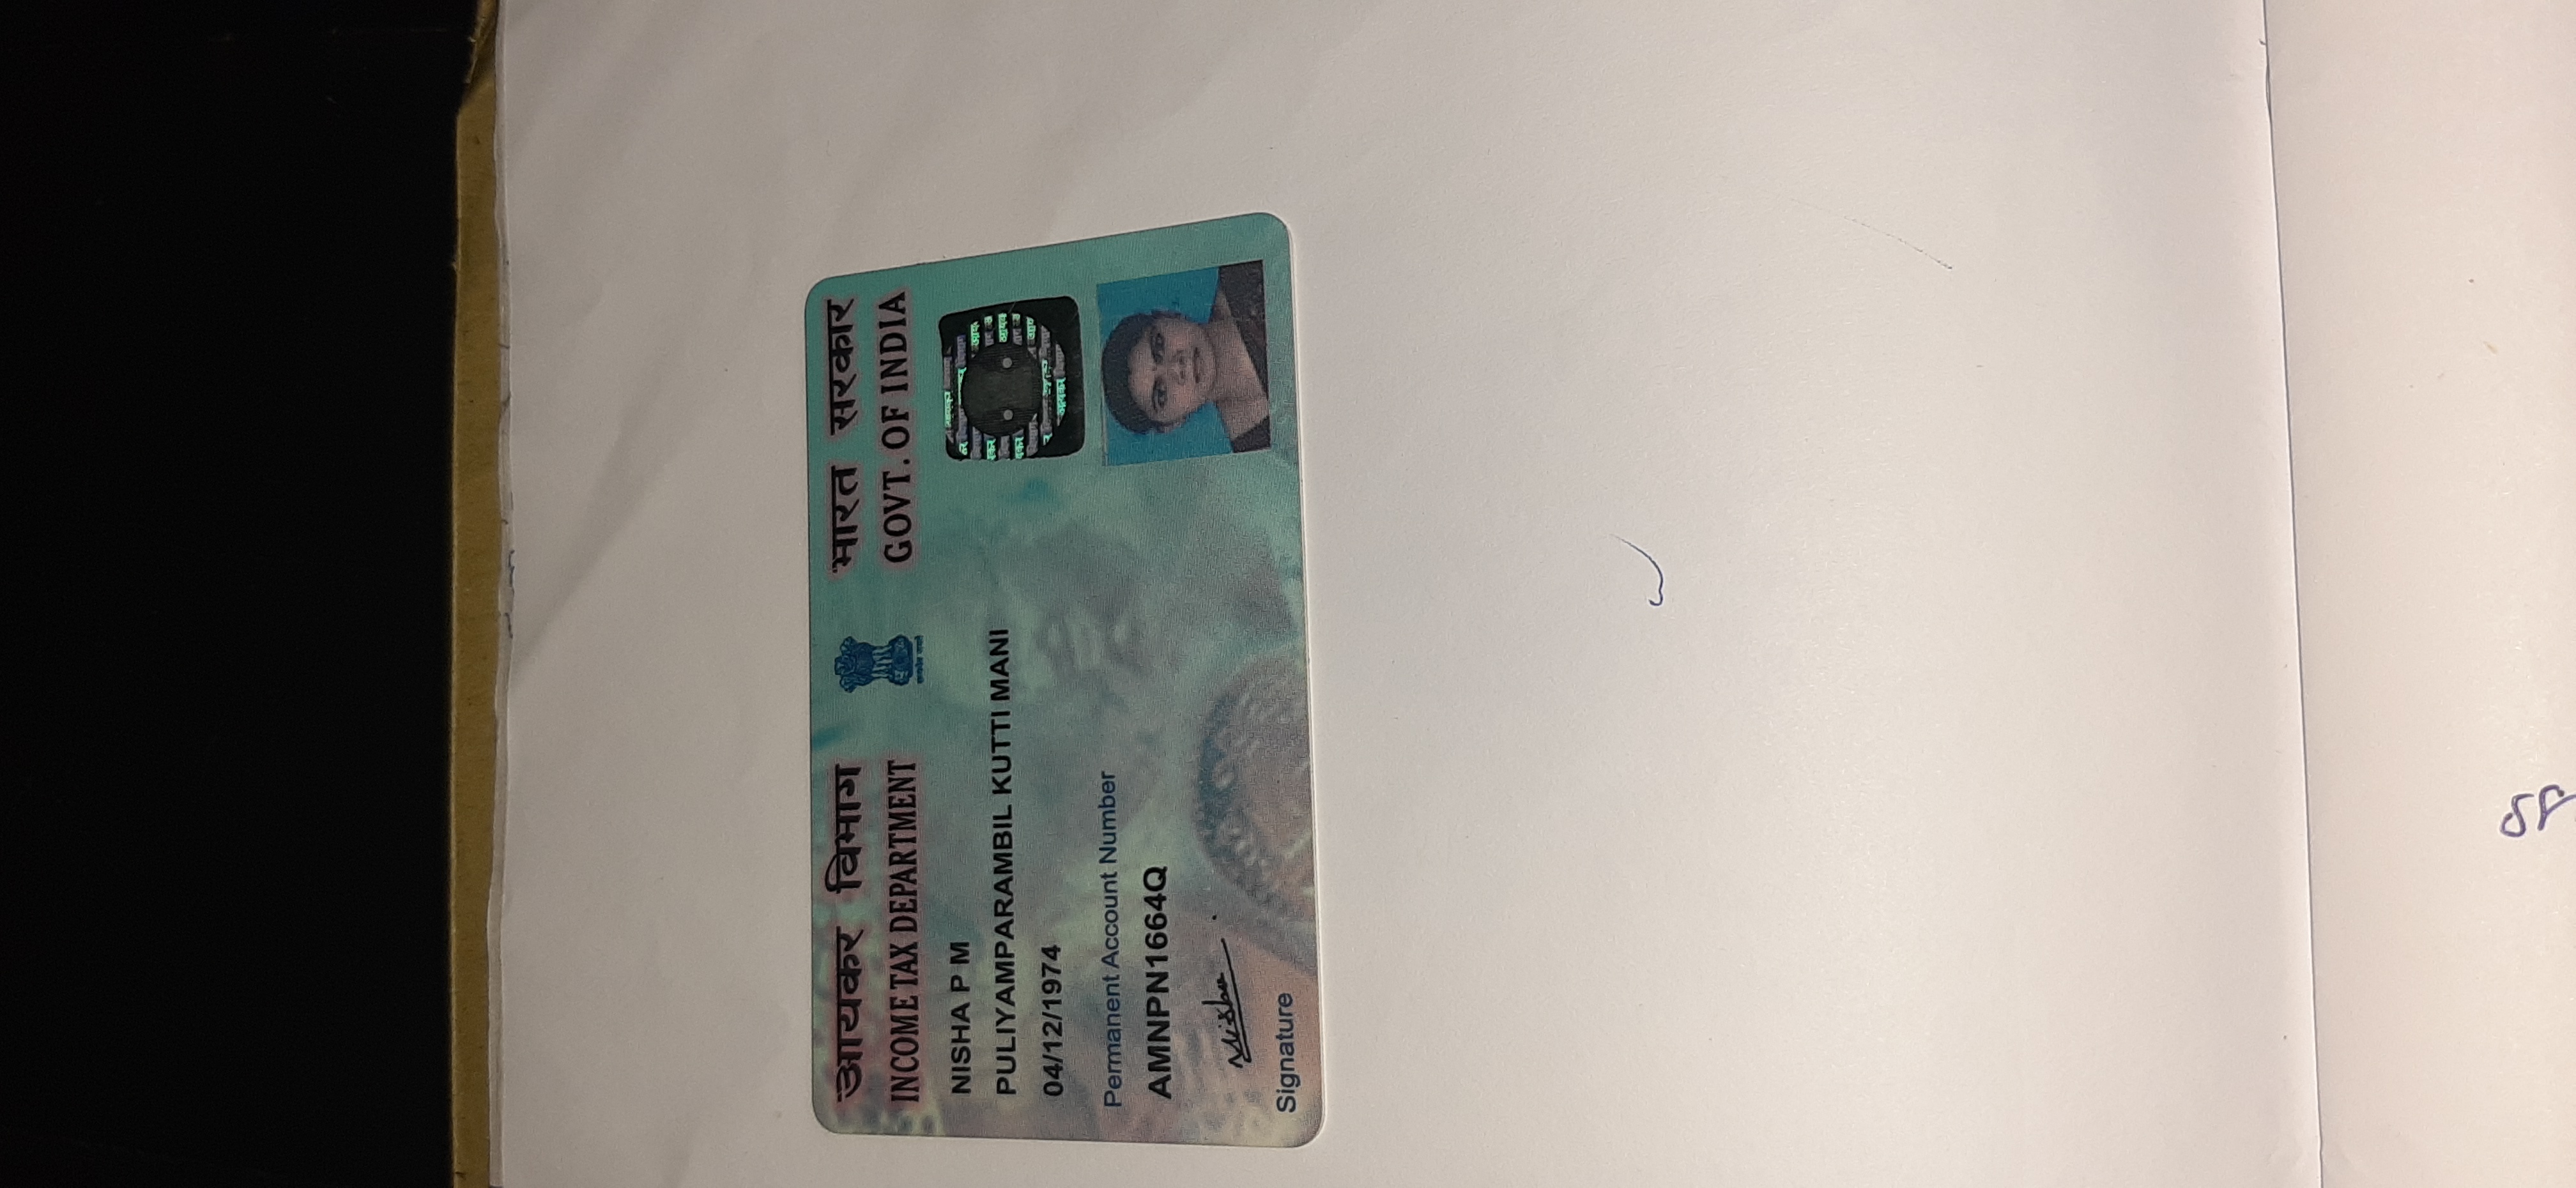 आयकर विभाग
INCOME TAX DEPARTMENT
भारत सरकार
GOVT. OF INDIA
सत्यमेव जयते
NISHA P M
PULIYAMPARAMBIL KUTTI MANI
04/12/1974
Permanent Account Number
AMNPN1664Q
Nisha
Signature